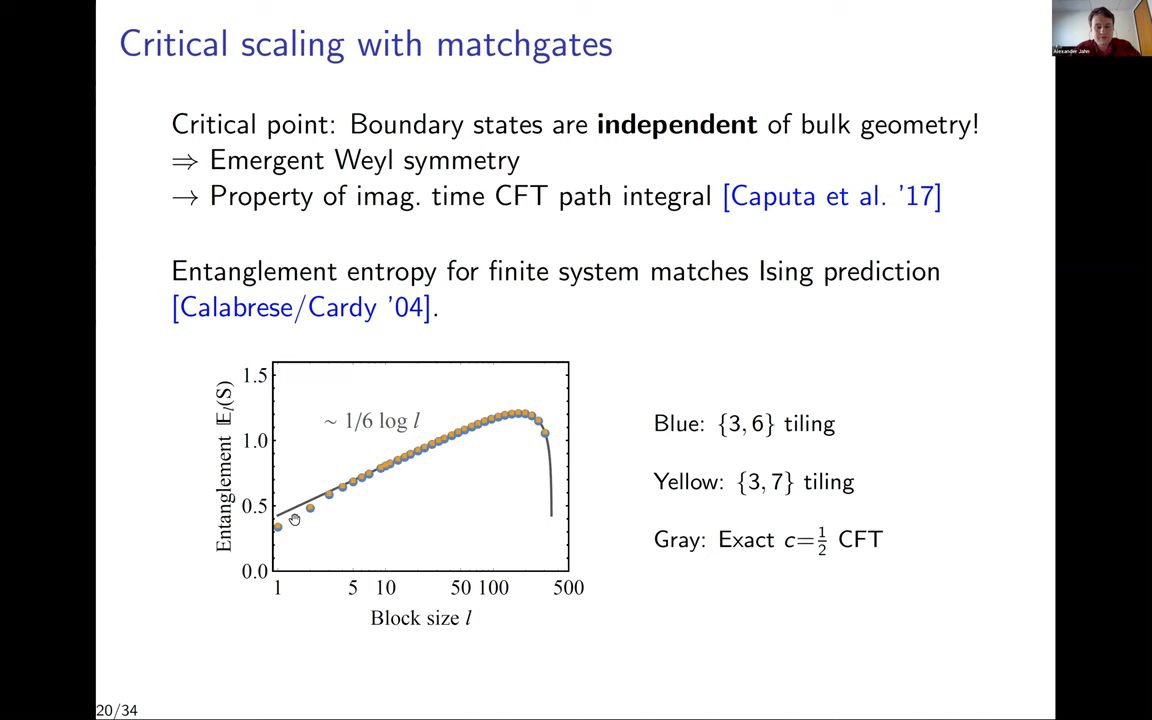 Critical scaling with matchgates
Alexander Jahn
Critical point: Boundary states are independent of bulk geometry!
⇒ Emergent Weyl symmetry
→ Property of imag. time CFT path integral [Caputa et al. '17]
Entanglement entropy for finite system matches Ising prediction
[Calabrese/Cardy '04].
Entanglement 𝔼ₗ(S)
1.5
1.0
0.5
0.0
~ 1/6 log l
1 5 10 50 100 500
Block size l
Blue: {3, 6} tiling
Yellow: {3, 7} tiling
Gray: Exact c=1/2 CFT
20/34